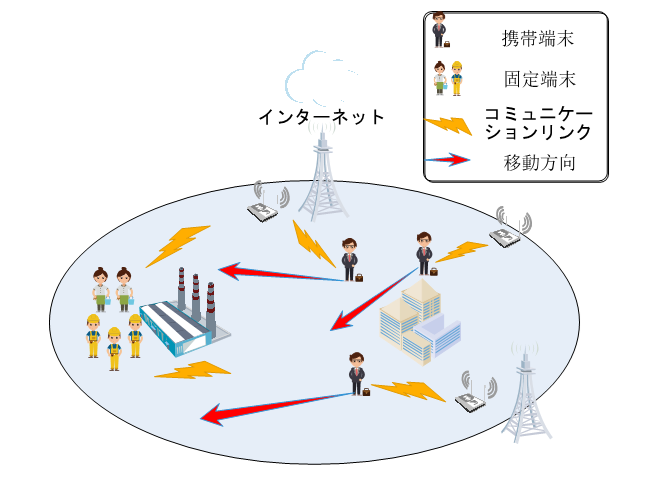 携帯端末
固定端末
インターネット
コミュニケー
ションリンク
移動方向